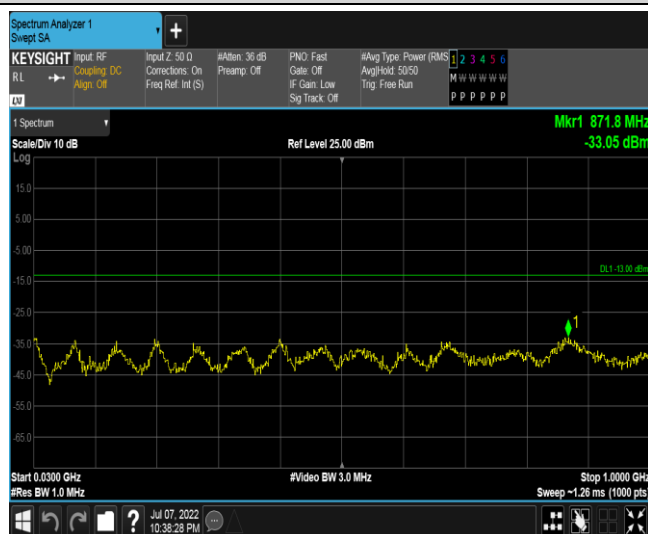 Spectrum Analyzer 1
Swept SA
+
KEYSIGHT
RL
LXI
Input: RF
Coupling: DC
Align: Off
Input Z: 50 Ω
Corrections: On
Freq Ref: Int (S)
#Atten: 36 dB
Preamp: Off
PNO: Fast
Gate: Off
IF Gain: Low
Sig Track: Off
#Avg Type: Power (RMS
Avg|Hold: 50/50
Trig: Free Run
1 2 3 4 5 6
M W W W W W
P P P P P P
1 Spectrum
Mkr1 871.8 MHz
Scale/Div 10 dB
Ref Level 25.00 dBm
-33.05 dBm
Log
15.0
5.00
-5.00
DL1 -13.00 dBm
-15.0
-25.0
1
-35.0
-45.0
-55.0
-65.0
Start 0.0300 GHz
#Video BW 3.0 MHz
Stop 1.0000 GHz
#Res BW 1.0 MHz
Sweep ~1.26 ms (1000 pts)
?
Jul 07, 2022
10:38:28 PM